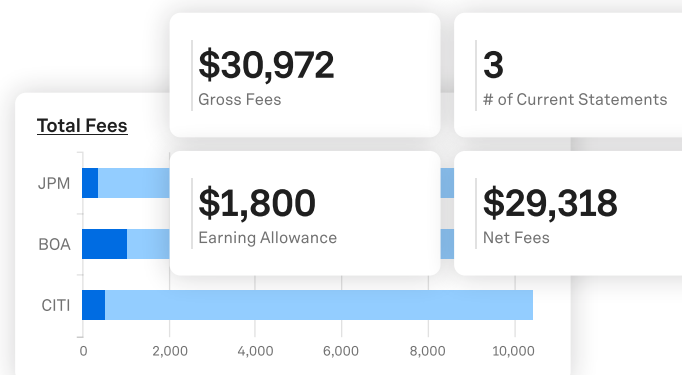 $30,972
Gross Fees
3
# of Current Statements
Total Fees
$1,800
Earning Allowance
$29,318
Net Fees
JPM
BOA
CITI
0 2,000 4,000 6,000 8,000 10,000